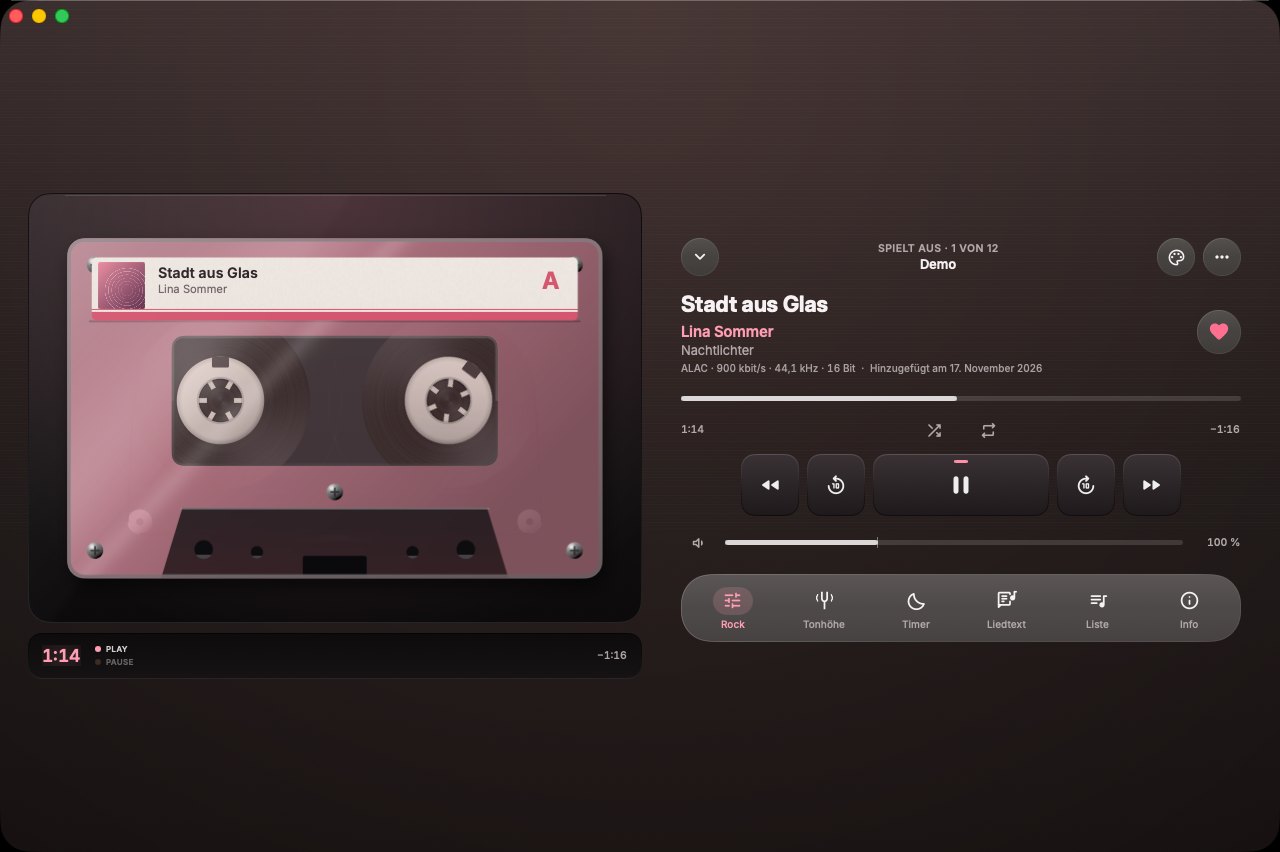 Stadt aus Glas
Lina Sommer
A
1:14
PLAY
PAUSE
−1:16
SPIELT AUS · 1 VON 12
Demo
Stadt aus Glas
Lina Sommer
Nachtlichter
ALAC · 900 kbit/s · 44,1 kHz · 16 Bit · Hinzugefügt am 17. November 2026
1:14
−1:16
10
10
100 %
Rock
Tonhöhe
Timer
Liedtext
Liste
Info